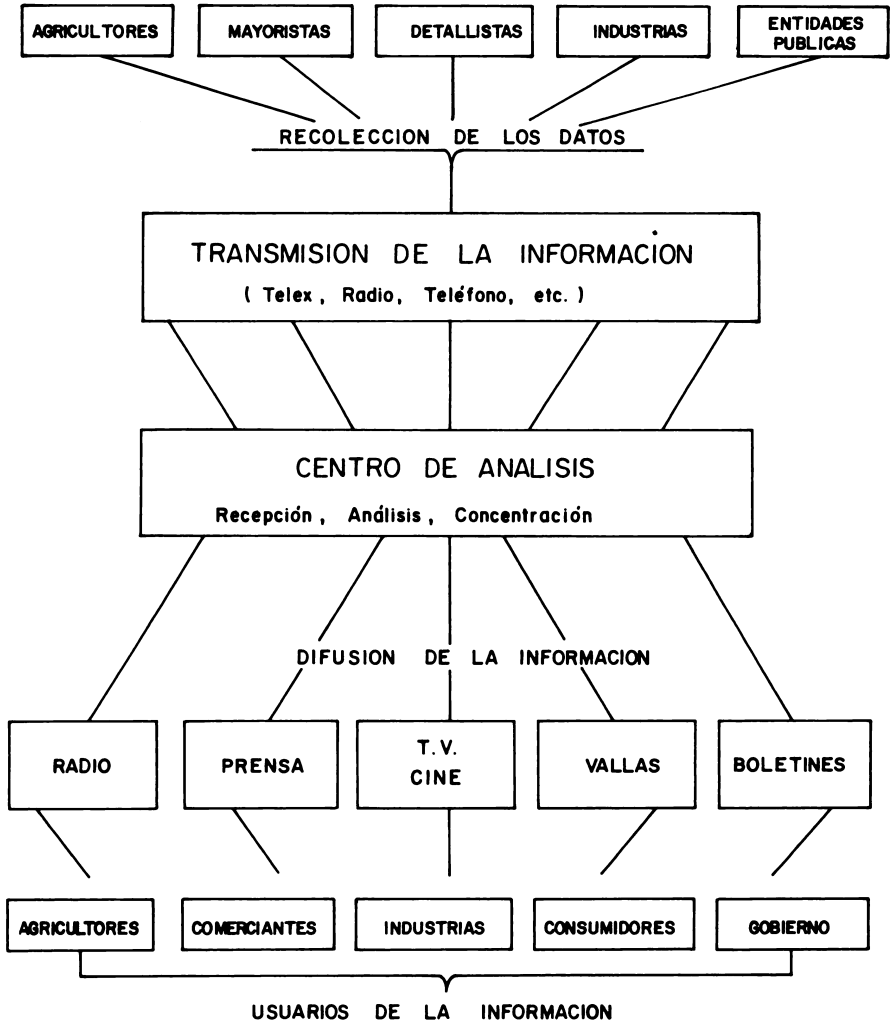 AGRICULTORES
MAYORISTAS
DETALLISTAS
INDUSTRIAS
ENTIDADES
PUBLICAS
RECOLECCION DE LOS DATOS
TRANSMISION DE LA INFORMACION
( Telex, Radio, Teléfono, etc. )
CENTRO DE ANALISIS
Recepción, Análisis, Concentración
DIFUSION DE LA INFORMACION
RADIO
PRENSA
T.V.
CINE
VALLAS
BOLETINES
AGRICULTORES
COMERCIANTES
INDUSTRIAS
CONSUMIDORES
GOBIERNO
USUARIOS DE LA INFORMACION